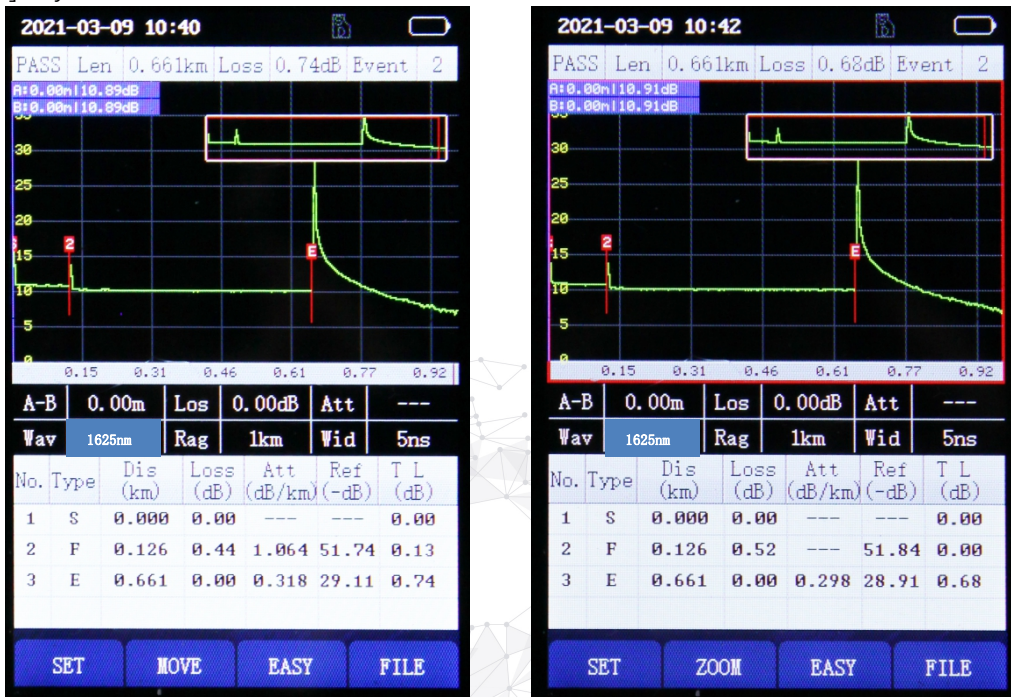 2021-03-09 10:40
PASS Len 0.661km Loss 0.74dB Event 2
A:0.00m|10.89dB
B:0.00m|10.89dB
30
25
20
15
10
5
0
2
E
0.15 0.31 0.46 0.61 0.77 0.92
A-B 0.00m Los 0.00dB Att ---
Wav 1625nm Rag 1km Wid 5ns
No. Type Dis (km) Loss (dB) Att (dB/km) Ref (-dB) T L (dB)
1 S 0.000 0.00 --- --- 0.00
2 F 0.126 0.44 1.064 51.74 0.13
3 E 0.661 0.00 0.318 29.11 0.74
SET MOVE EASY FILE
2021-03-09 10:42
PASS Len 0.661km Loss 0.68dB Event 2
A:0.00m|10.91dB
B:0.00m|10.91dB
30
25
20
15
10
5
0
2
E
0.15 0.31 0.46 0.61 0.77 0.92
A-B 0.00m Los 0.00dB Att ---
Wav 1625nm Rag 1km Wid 5ns
No. Type Dis (km) Loss (dB) Att (dB/km) Ref (-dB) T L (dB)
1 S 0.000 0.00 --- --- 0.00
2 F 0.126 0.52 --- 51.84 0.00
3 E 0.661 0.00 0.298 28.91 0.68
SET ZOOM EASY FILE